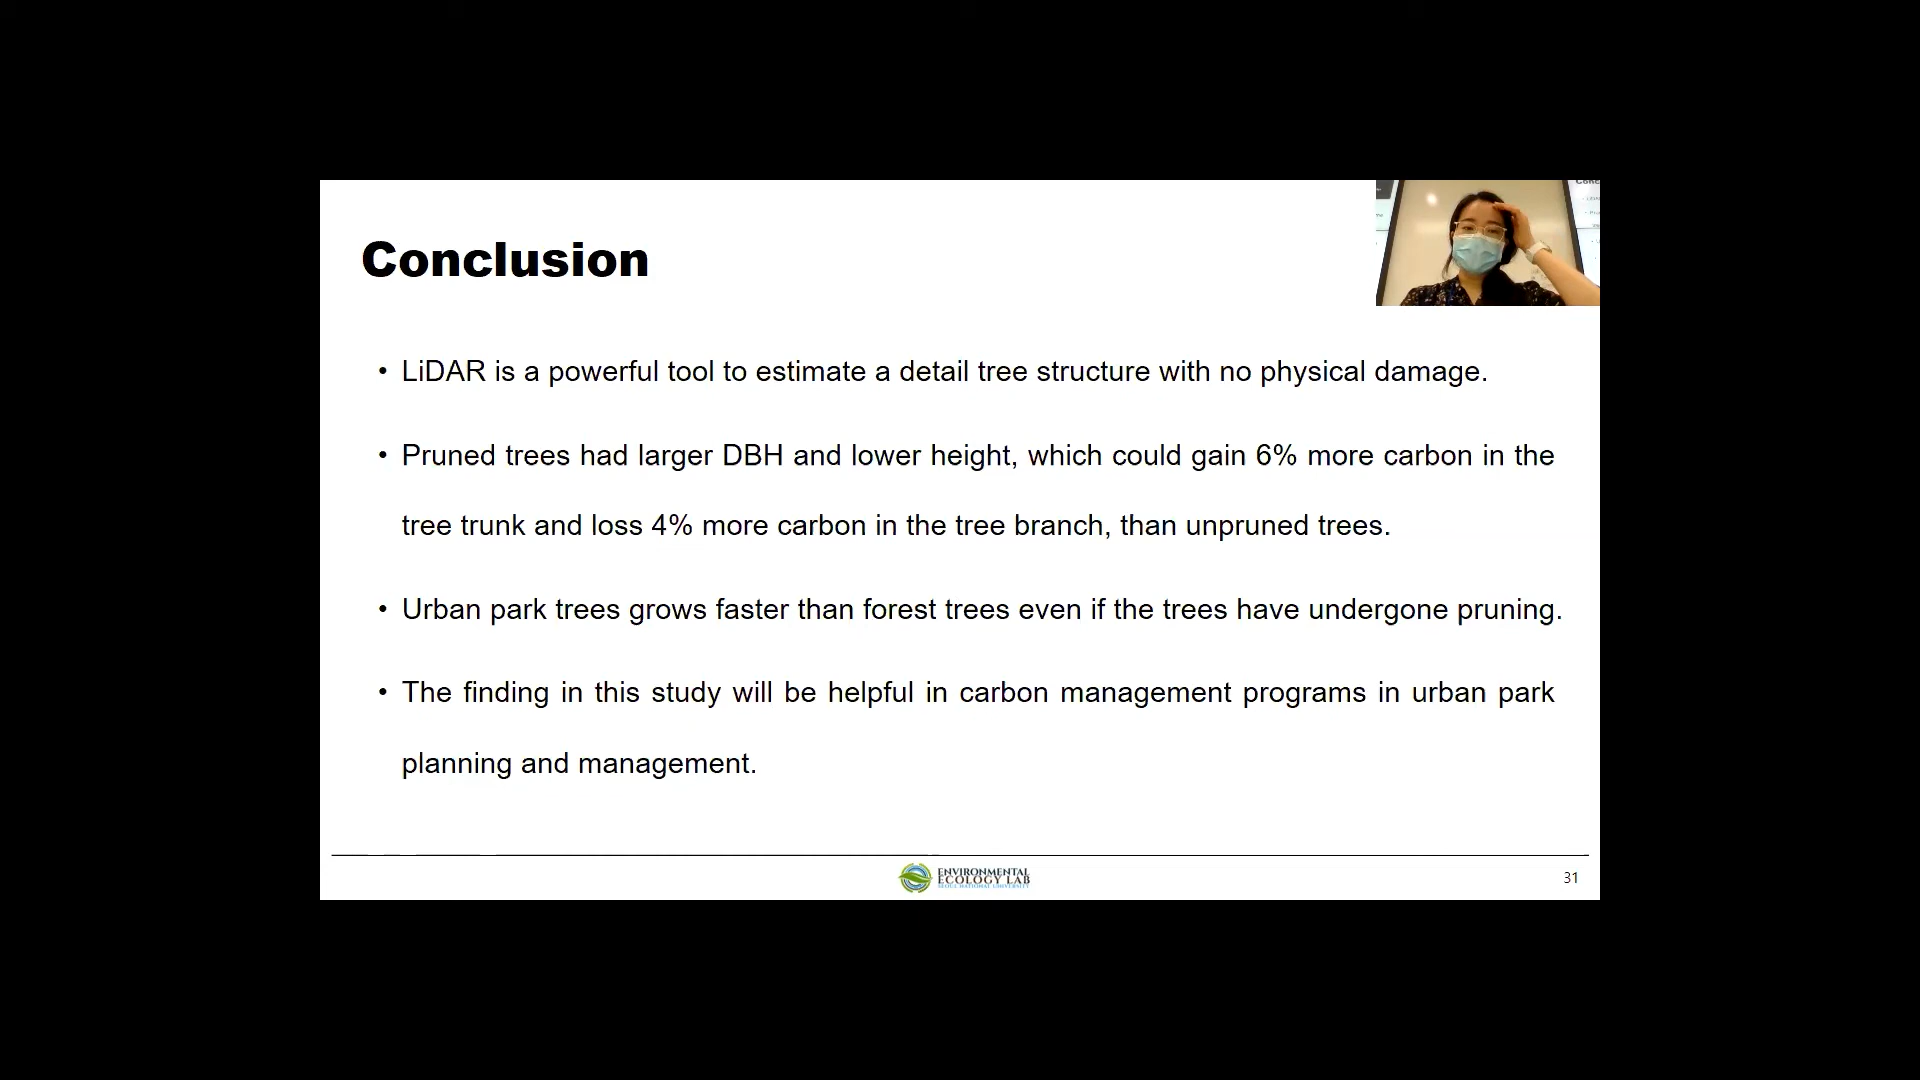 Conclusion
• LiDAR is a powerful tool to estimate a detail tree structure with no physical damage.
• Pruned trees had larger DBH and lower height, which could gain 6% more carbon in the
tree trunk and loss 4% more carbon in the tree branch, than unpruned trees.
• Urban park trees grows faster than forest trees even if the trees have undergone pruning.
• The finding in this study will be helpful in carbon management programs in urban park
planning and management.
ENVIRONMENTAL
ECOLOGY LAB
SEOUL NATIONAL UNIVERSITY
31